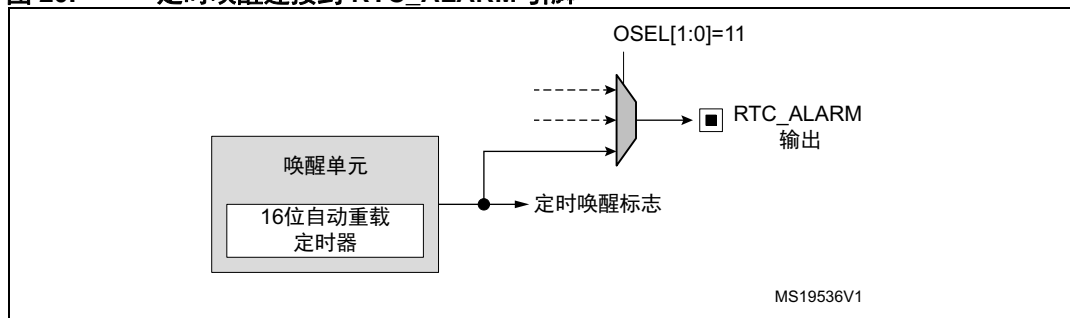 OSEL[1:0]=11
RTC_ALARM
输出
唤醒单元
16位自动重载
定时器
定时唤醒标志
MS19536V1